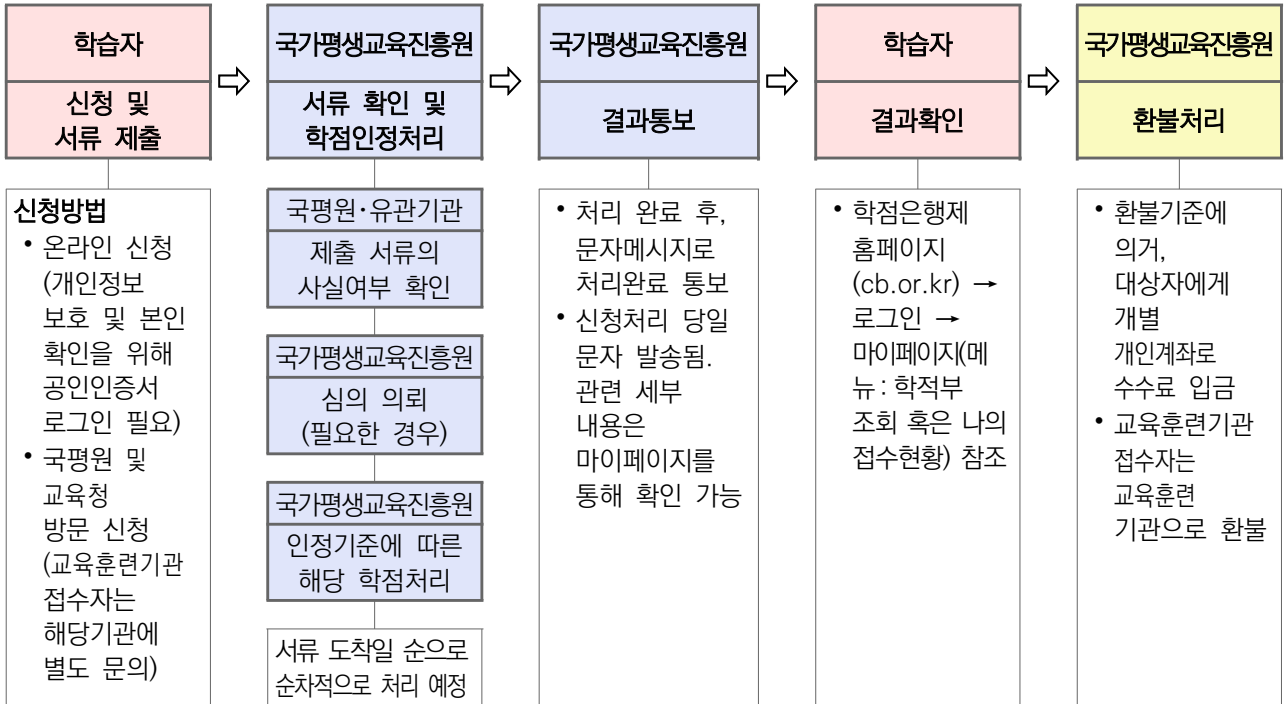 학습자
신청 및
서류 제출
⇨
국가평생교육진흥원
서류 확인 및
학점인정처리
⇨
국가평생교육진흥원
결과통보
⇨
학습자
결과확인
⇨
국가평생교육진흥원
환불처리
신청방법
• 온라인 신청
(개인정보
보호 및 본인
확인을 위해
공인인증서
로그인 필요)
• 국평원 및
교육청
방문 신청
(교육훈련기관
접수자는
해당기관에
별도 문의)
국평원·유관기관
제출 서류의
사실여부 확인
국가평생교육진흥원
심의 의뢰
(필요한 경우)
국가평생교육진흥원
인정기준에 따른
해당 학점처리
서류 도착일 순으로
순차적으로 처리 예정
• 처리 완료 후,
문자메시지로
처리완료 통보
• 신청처리 당일
문자 발송됨.
관련 세부
내용은
마이페이지를
통해 확인 가능
• 학점은행제
홈페이지
(cb.or.kr) →
로그인 →
마이페이지(메
뉴 : 학적부
조회 혹은 나의
접수현황) 참조
• 환불기준에
의거,
대상자에게
개별
개인계좌로
수수료 입금
• 교육훈련기관
접수자는
교육훈련
기관으로 환불